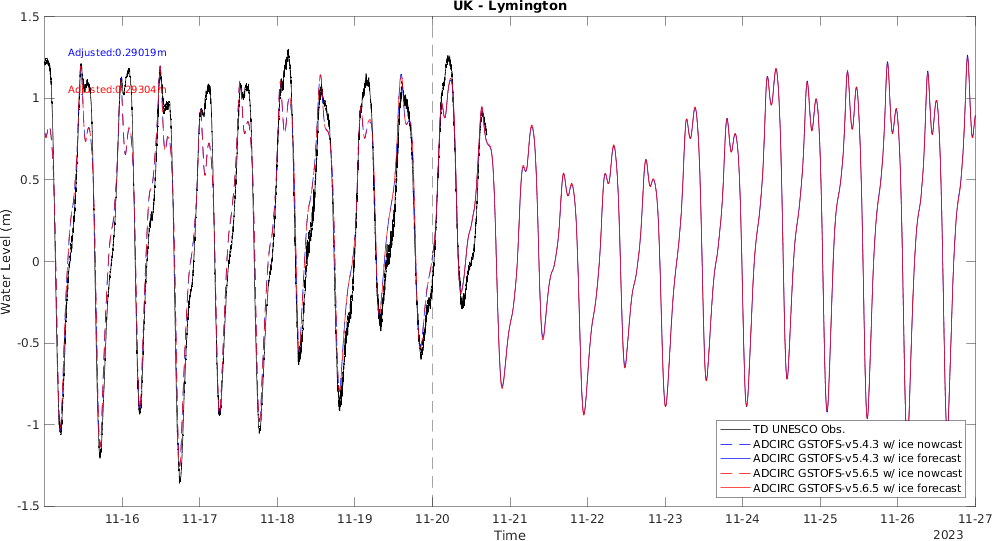 UK - Lymington
Adjusted:0.29019m
Adjusted:0.29304m
Water Level (m)
1.5
1
0.5
0
-0.5
-1
-1.5
TD UNESCO Obs.
ADCIRC GSTOFS-v5.4.3 w/ ice nowcast
ADCIRC GSTOFS-v5.4.3 w/ ice forecast
ADCIRC GSTOFS-v5.6.5 w/ ice nowcast
ADCIRC GSTOFS-v5.6.5 w/ ice forecast
11-16 11-17 11-18 11-19 11-20 11-21 11-22 11-23 11-24 11-25 11-26 11-27
Time
2023